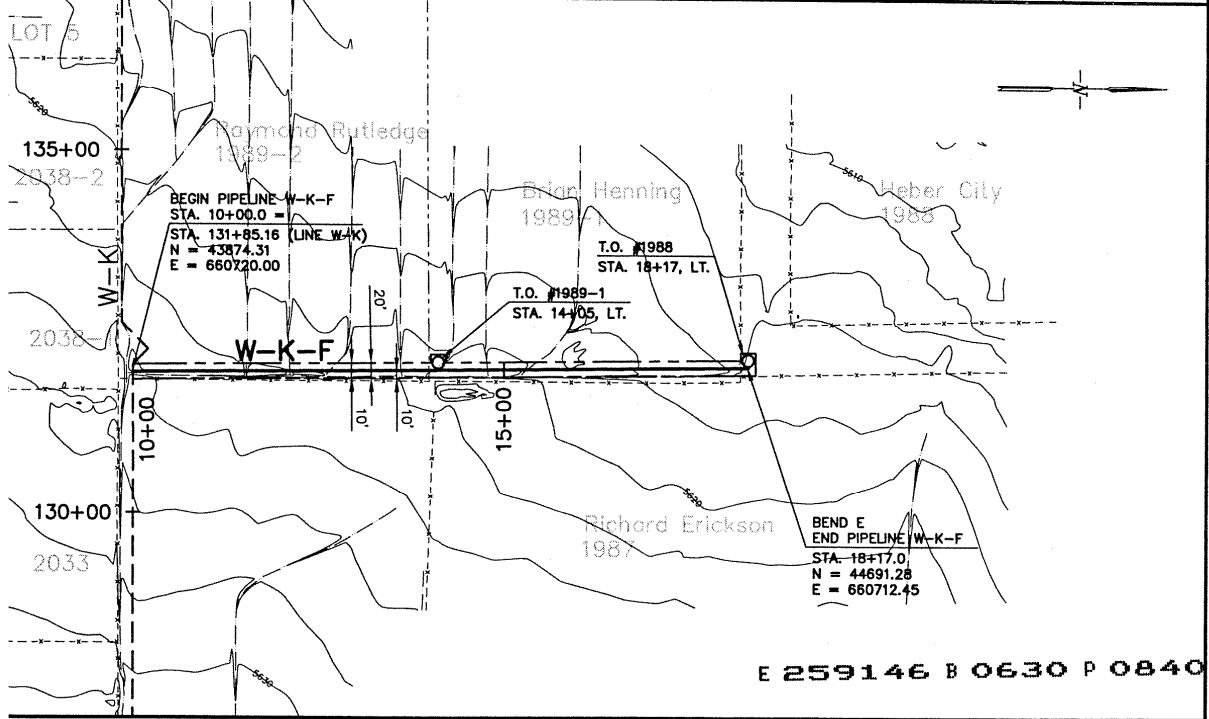 LOT 5
5620
135+00
2038-2
Raymond Rutledge
1989-2
BEGIN PIPELINE W-K-F
STA. 10+00.0 =
STA. 131+85.16 (LINE W-K)
N = 43874.31
E = 660720.00
Brian Henning
1989-1
T.O. #1988
STA. 18+17, LT.
5610
Heber City
1988
N
W-K
T.O. #1989-1
STA. 14+05, LT.
20'
2038-1
W-K-F
10'
10'
10+00
15+00
130+00
2033
5620
Richard Erickson
1987
BEND E
END PIPELINE W-K-F
STA. 18+17.0
N = 44691.28
E = 660712.45
5630
E 259146 B 0630 P 0840